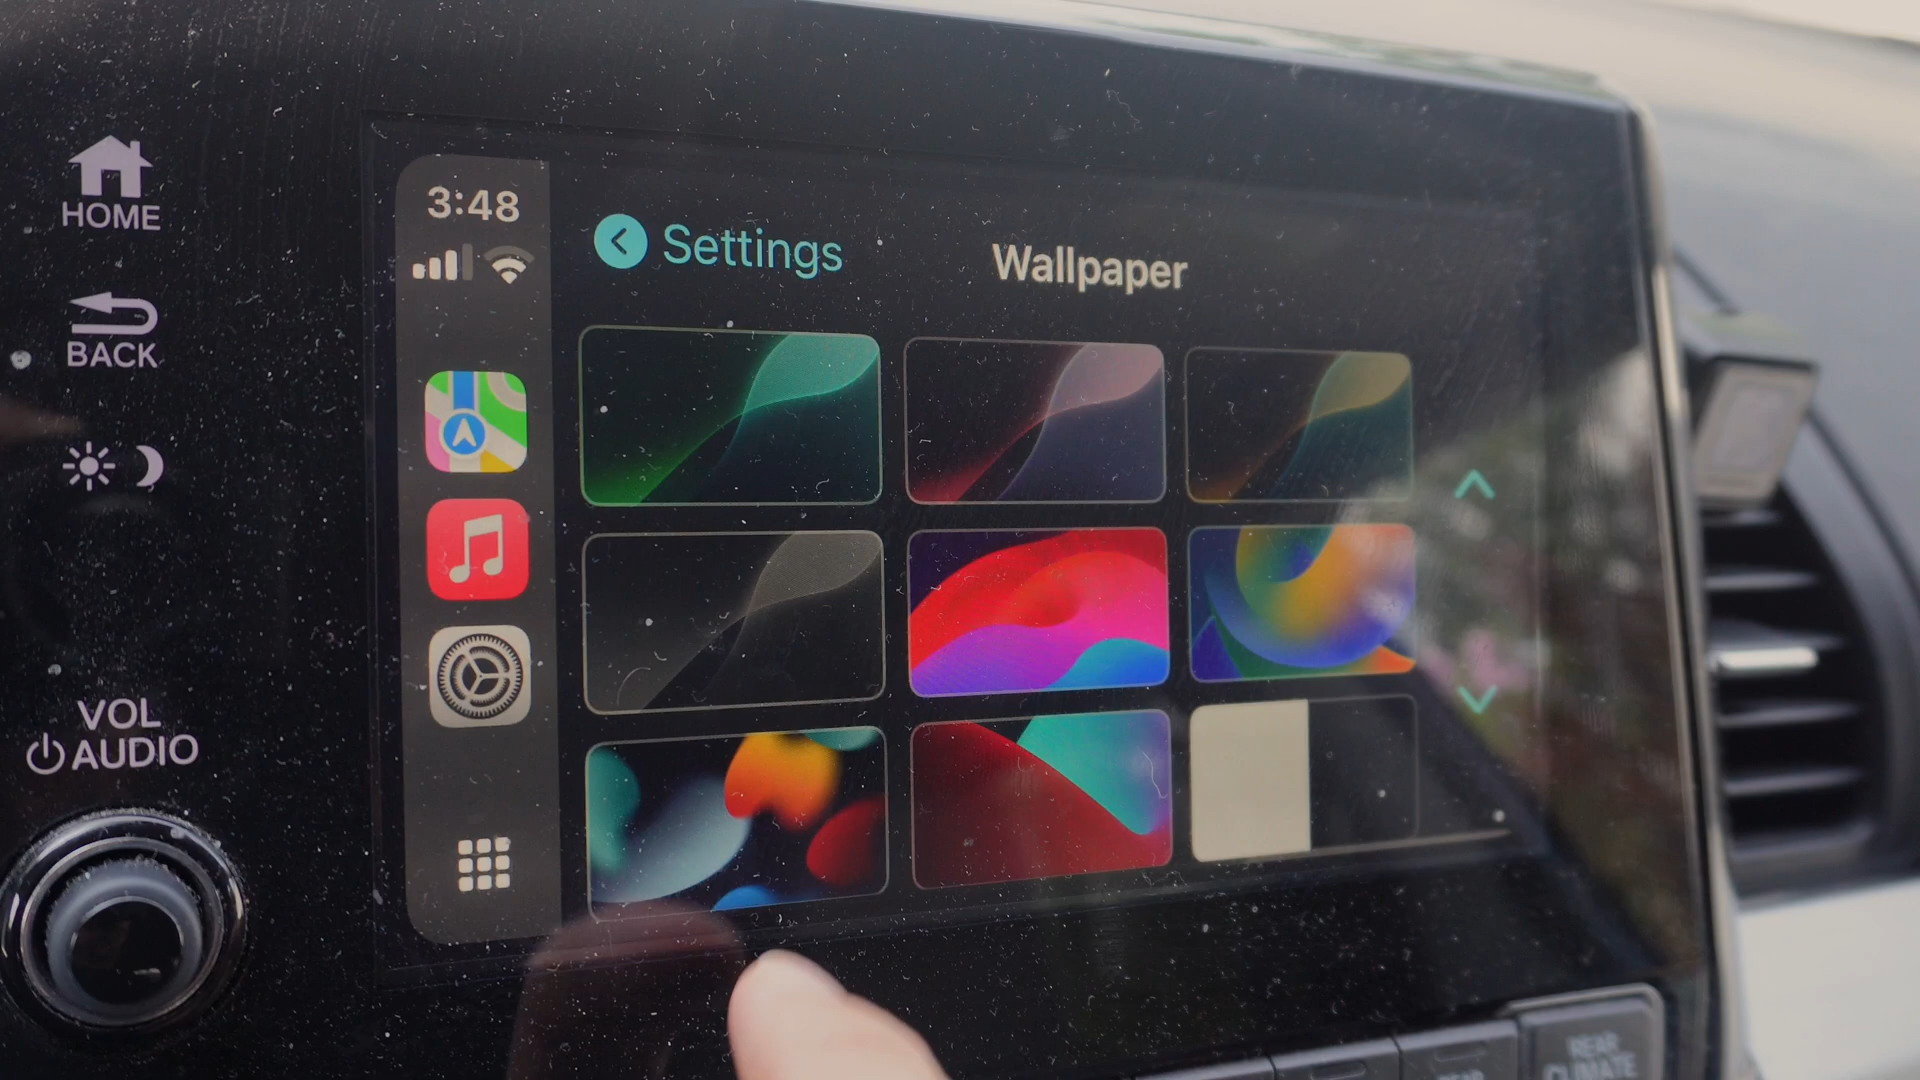 HOME
BACK
VOL
AUDIO
3:48
Settings
Wallpaper
REAR
CLIMATE